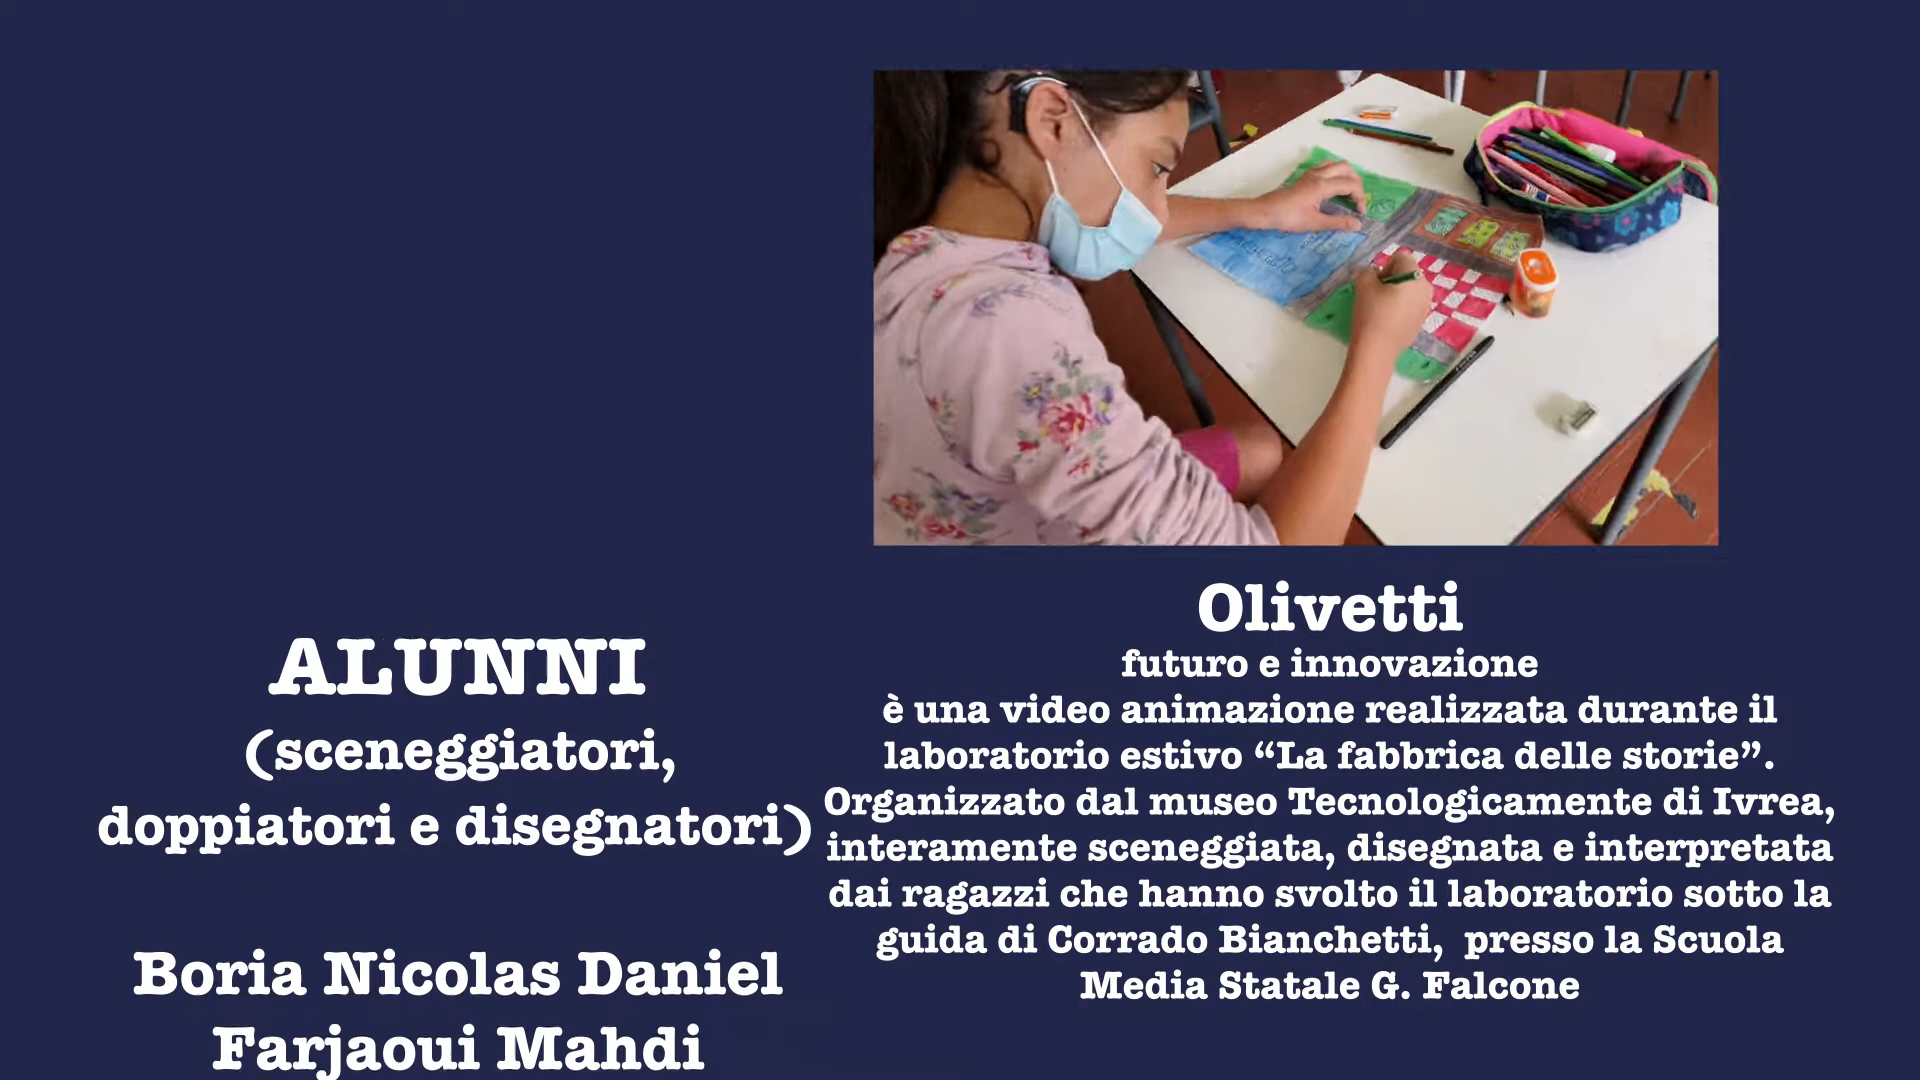 ALUNNI
(sceneggiatori,
doppiatori e disegnatori)
Boria Nicolas Daniel
Farjaoui Mahdi
Olivetti
futuro e innovazione
è una video animazione realizzata durante il
laboratorio estivo “La fabbrica delle storie”.
Organizzato dal museo Tecnologicamente di Ivrea,
interamente sceneggiata, disegnata e interpretata
dai ragazzi che hanno svolto il laboratorio sotto la
guida di Corrado Bianchetti,  presso la Scuola
Media Statale G. Falcone